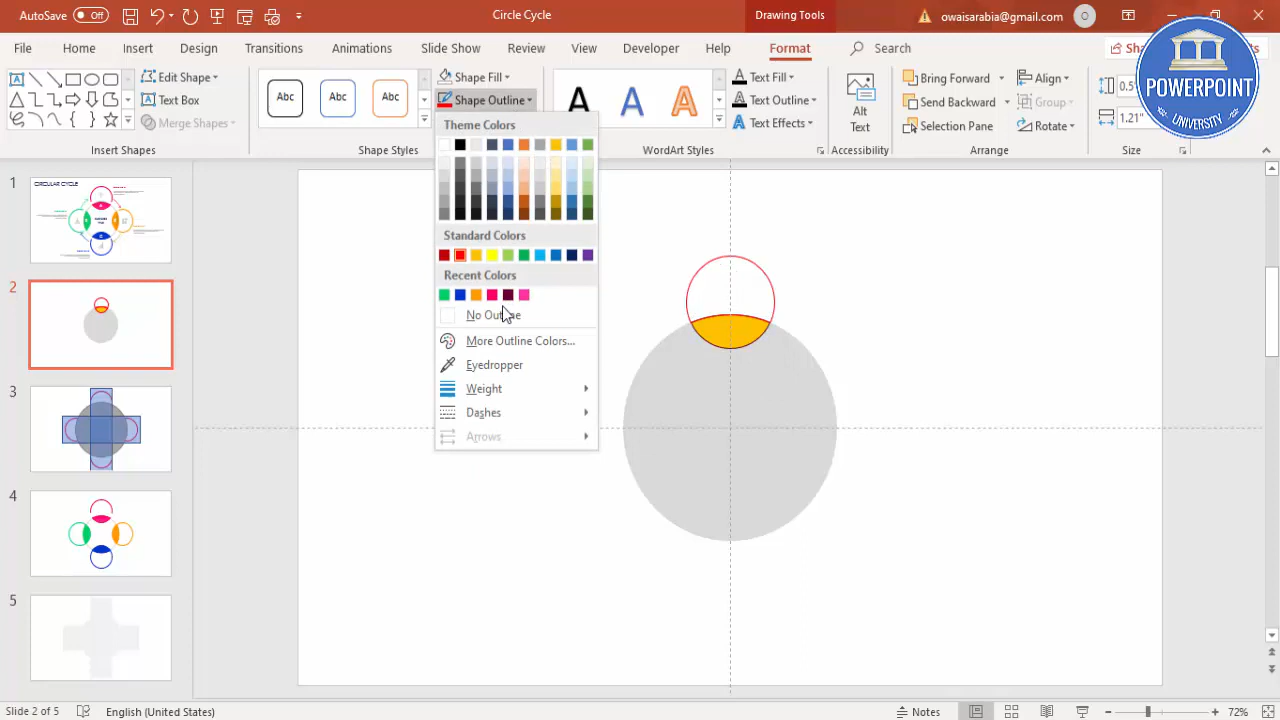 AutoSave Off
Circle Cycle
Drawing Tools
owaisarabia@gmail.com
O
File Home Insert Design Transitions Animations Slide Show Review View Developer Help Format Search
Edit Shape
Text Box
Merge Shapes
Insert Shapes
Abc Abc Abc
Shape Styles
Shape Fill
Shape Outline
A A A
WordArt Styles
Text Fill
Text Outline
Text Effects
Alt
Text
Accessibility
Bring Forward
Send Backward
Selection Pane
Align
Group
Rotate
Arrange
1.21"
Size
POWERPOINT
UNIVERSITY
Theme Colors
Standard Colors
Recent Colors
No Outline
More Outline Colors...
Eyedropper
Weight
Dashes
Arrows
1
CIRCULAR CYCLE
2
3
4
5
Slide 2 of 5
English (United States)
Notes
72%